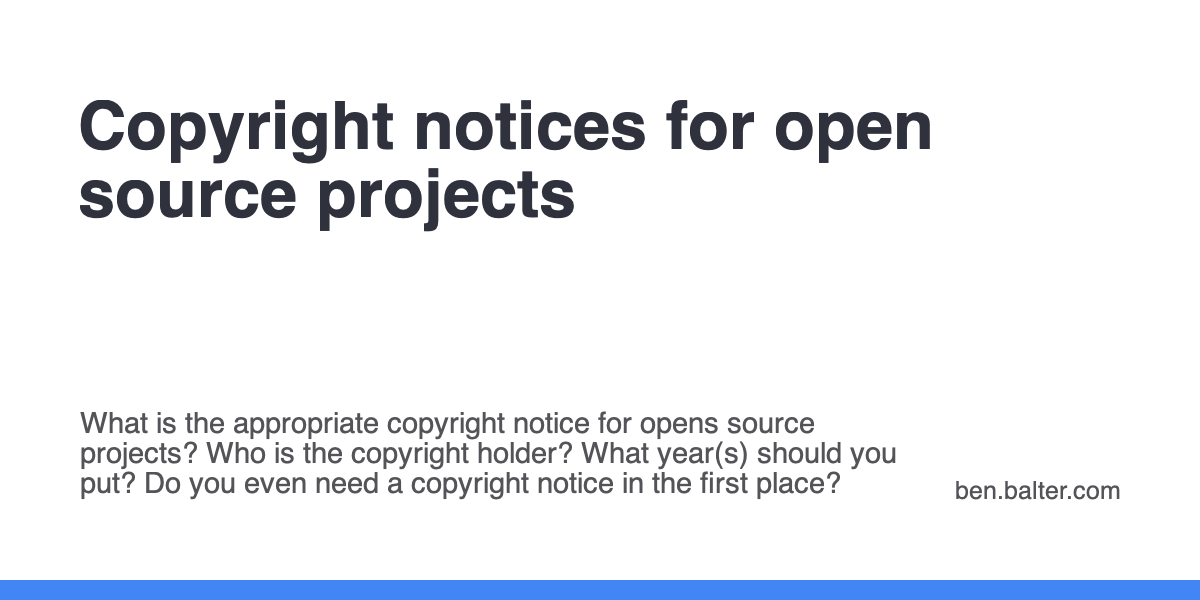 Copyright notices for open
source projects
What is the appropriate copyright notice for opens source
projects? Who is the copyright holder? What year(s) should you
put? Do you even need a copyright notice in the first place?
ben.balter.com